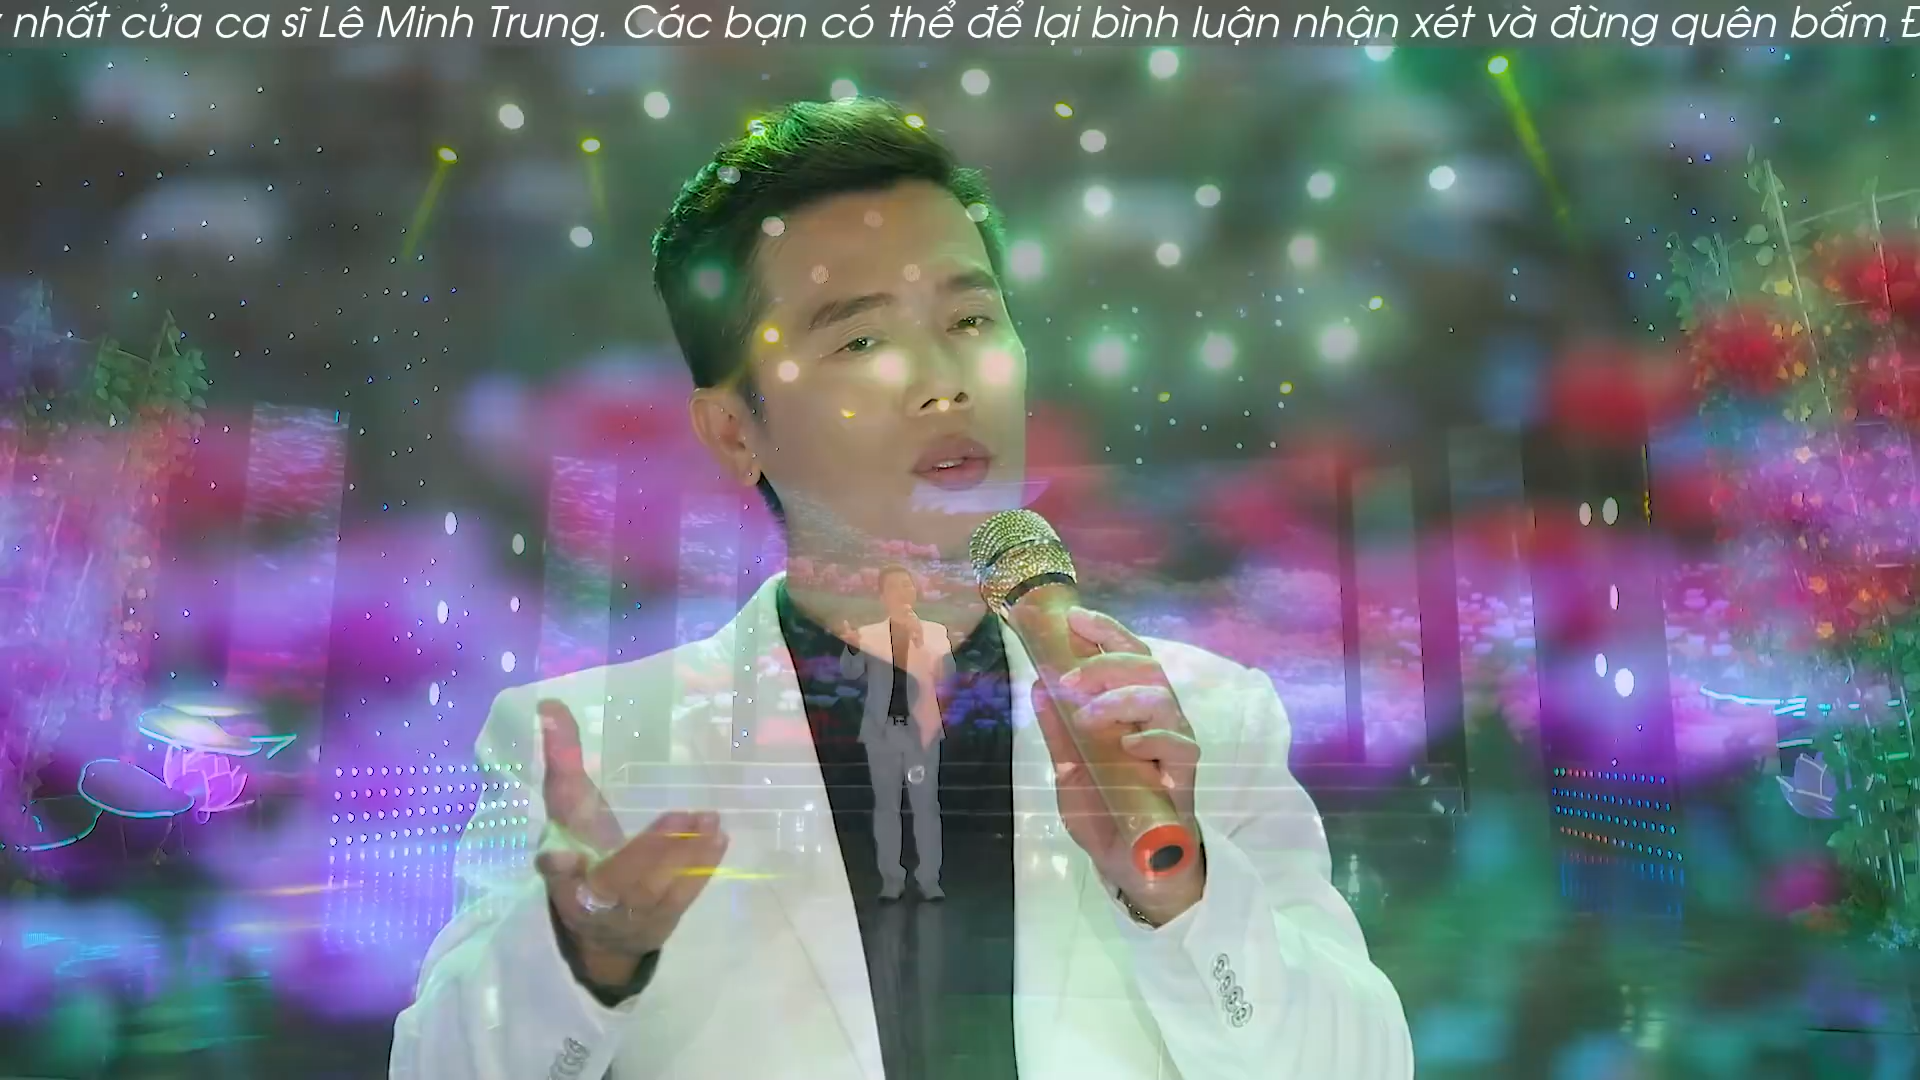 nhất của ca sĩ Lê Minh Trung. Các bạn có thể để lại bình luận nhận xét và đừng quên bấm